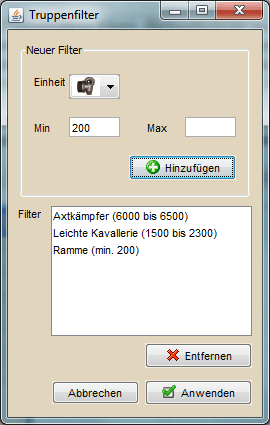 Truppenfilter
Neuer Filter
Einheit
Min 200 Max
Hinzufügen
Filter
Axtkämpfer (6000 bis 6500)
Leichte Kavallerie (1500 bis 2300)
Ramme (min. 200)
Entfernen
Abbrechen Anwenden